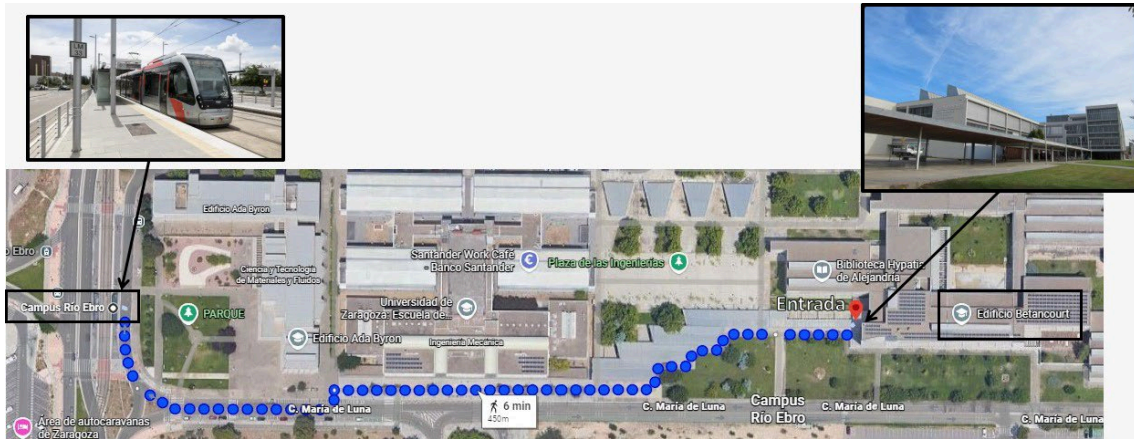 Edificio Ada Byron
Ciencia y Tecnología
de Materiales y Fluidos
Santander Work Café
- Banco Santander
Plaza de las Ingenierías
Biblioteca Hypatia
de Alejandría
o Ebro
Campus Río Ebro
PARQUE
Universidad de
Zaragoza: Escuela de...
Entrada
Edificio Betancourt
Edificio Ada Byron
Ingeniería Mecánica
6 min
450m
C. María de Luna
C. María de Luna
Campus
Río Ebro
C. María de Luna
C. María de Luna
Área de autocaravanas
de Zaragoza